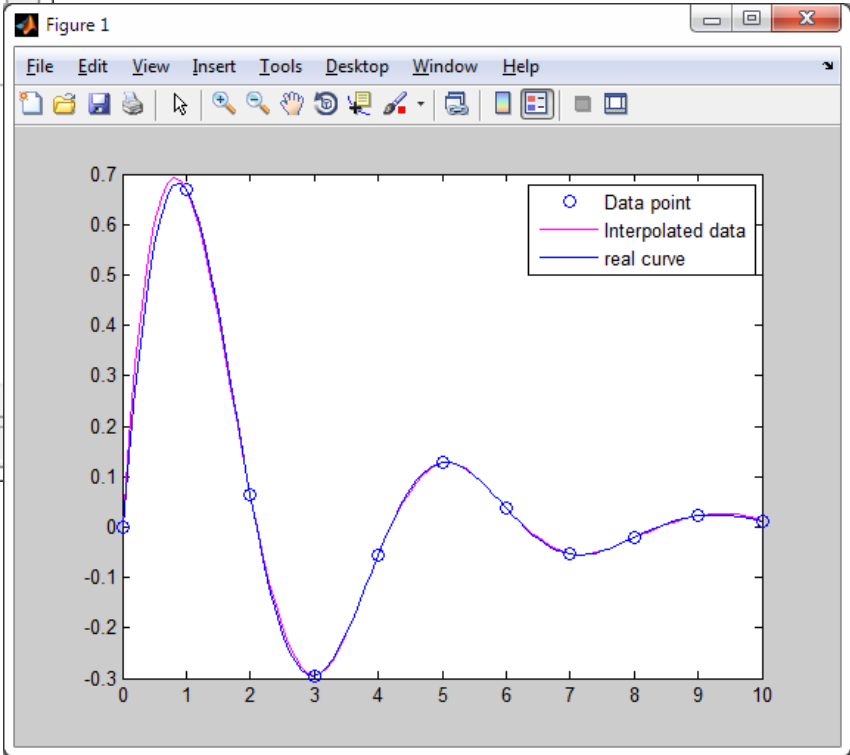 Figure 1
File Edit View Insert Tools Desktop Window Help
0.7
0.6
0.5
0.4
0.3
0.2
0.1
0
-0.1
-0.2
-0.3
0 1 2 3 4 5 6 7 8 9 10
Data point
Interpolated data
real curve